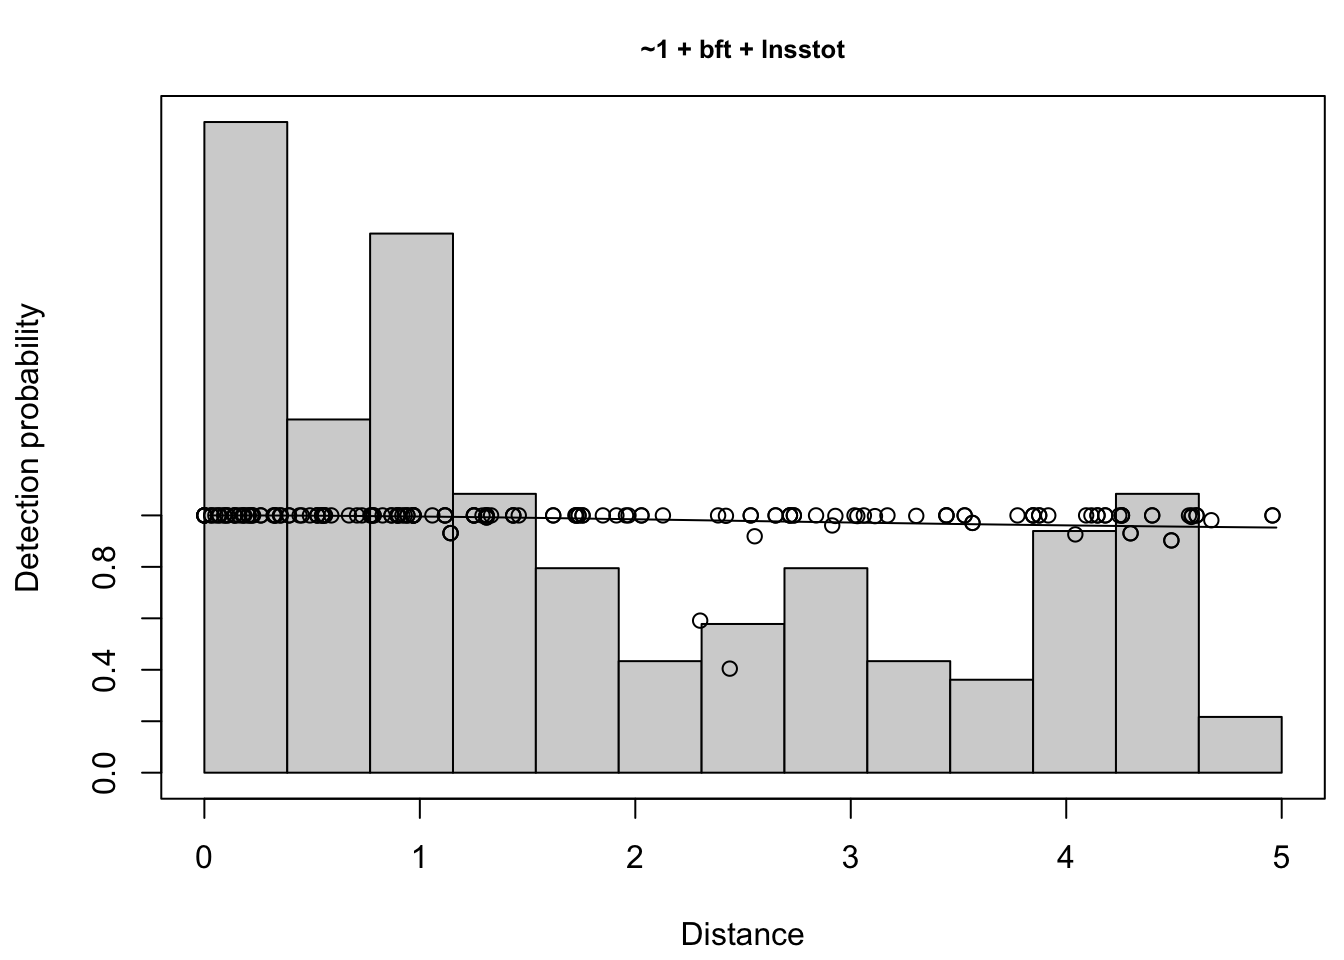 ~1 + bft + lnsstot
Detection probability
0.8
0.4
0.0
0 1 2 3 4 5
Distance